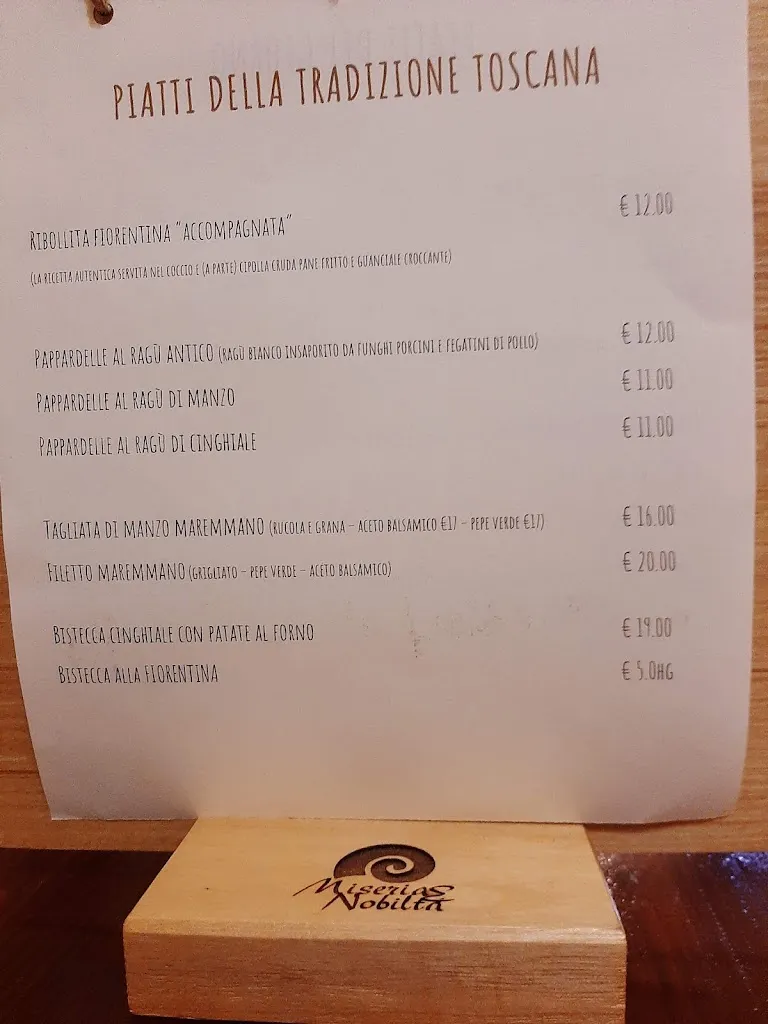 PIATTI DELLA TRADIZIONE TOSCANA
RIBOLLITA FIORENTINA "ACCOMPAGNATA" € 12.00
(LA RICETTA AUTENTICA SERVITA NEL COCCIO E (A PARTE) CIPOLLA CRUDA PANE FRITTO E GUANCIALE CROCCANTE)
PAPPARDELLE AL RAGÙ ANTICO (RAGÙ BIANCO INSAPORITO DA FUNGHI PORCINI E FEGATINI DI POLLO) € 12.00
PAPPARDELLE AL RAGÙ DI MANZO € 11.00
PAPPARDELLE AL RAGÙ DI CINGHIALE € 11.00
TAGLIATA DI MANZO MAREMMANO (RUCOLA E GRANA – ACETO BALSAMICO €17 – PEPE VERDE €17) € 16.00
FILETTO MAREMMANO (GRIGLIATO – PEPE VERDE – ACETO BALSAMICO) € 20.00
BISTECCA CINGHIALE CON PATATE AL FORNO € 19.00
BISTECCA ALLA FIORENTINA € 5.0HG
Miseria &
Nobiltà